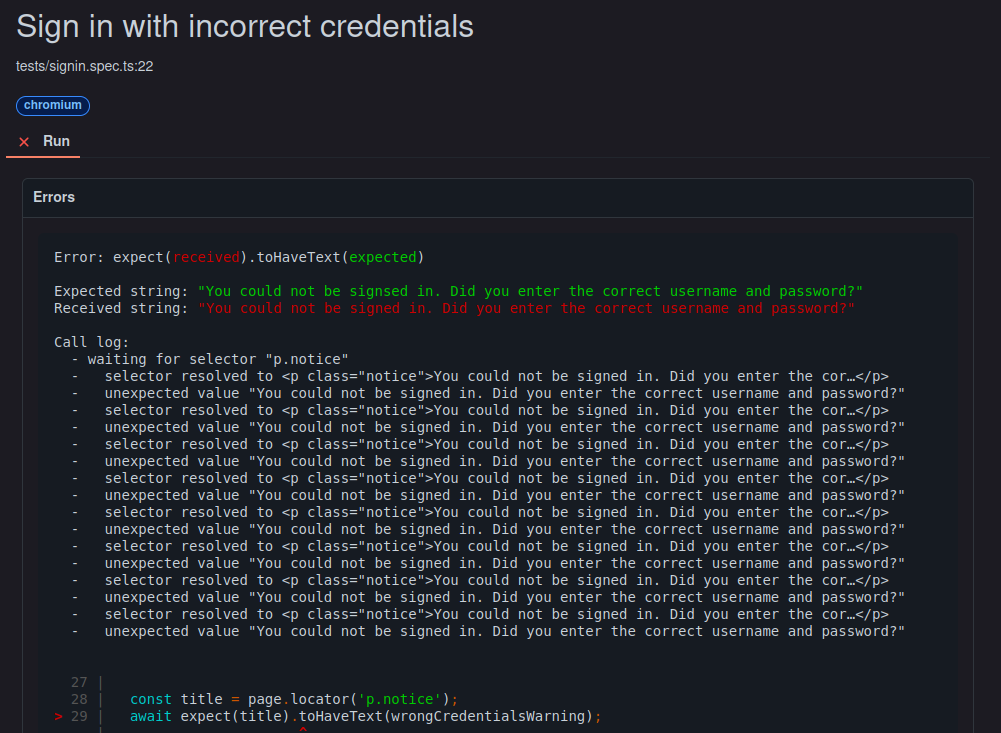 Sign in with incorrect credentials
tests/signin.spec.ts:22
chromium
× Run
Errors
Error: expect(received).toHaveText(expected)
Expected string: "You could not be signsed in. Did you enter the correct username and password?"
Received string: "You could not be signed in. Did you enter the correct username and password?"
Call log:
- waiting for selector "p.notice"
- selector resolved to <p class="notice">You could not be signed in. Did you enter the cor…</p>
- unexpected value "You could not be signed in. Did you enter the correct username and password?"
- selector resolved to <p class="notice">You could not be signed in. Did you enter the cor…</p>
- unexpected value "You could not be signed in. Did you enter the correct username and password?"
- selector resolved to <p class="notice">You could not be signed in. Did you enter the cor…</p>
- unexpected value "You could not be signed in. Did you enter the correct username and password?"
- selector resolved to <p class="notice">You could not be signed in. Did you enter the cor…</p>
- unexpected value "You could not be signed in. Did you enter the correct username and password?"
- selector resolved to <p class="notice">You could not be signed in. Did you enter the cor…</p>
- unexpected value "You could not be signed in. Did you enter the correct username and password?"
- selector resolved to <p class="notice">You could not be signed in. Did you enter the cor…</p>
- unexpected value "You could not be signed in. Did you enter the correct username and password?"
- selector resolved to <p class="notice">You could not be signed in. Did you enter the cor…</p>
- unexpected value "You could not be signed in. Did you enter the correct username and password?"
- selector resolved to <p class="notice">You could not be signed in. Did you enter the cor…</p>
- unexpected value "You could not be signed in. Did you enter the correct username and password?"
27 |
28 | const title = page.locator('p.notice');
> 29 | await expect(title).toHaveText(wrongCredentialsWarning);
| ^